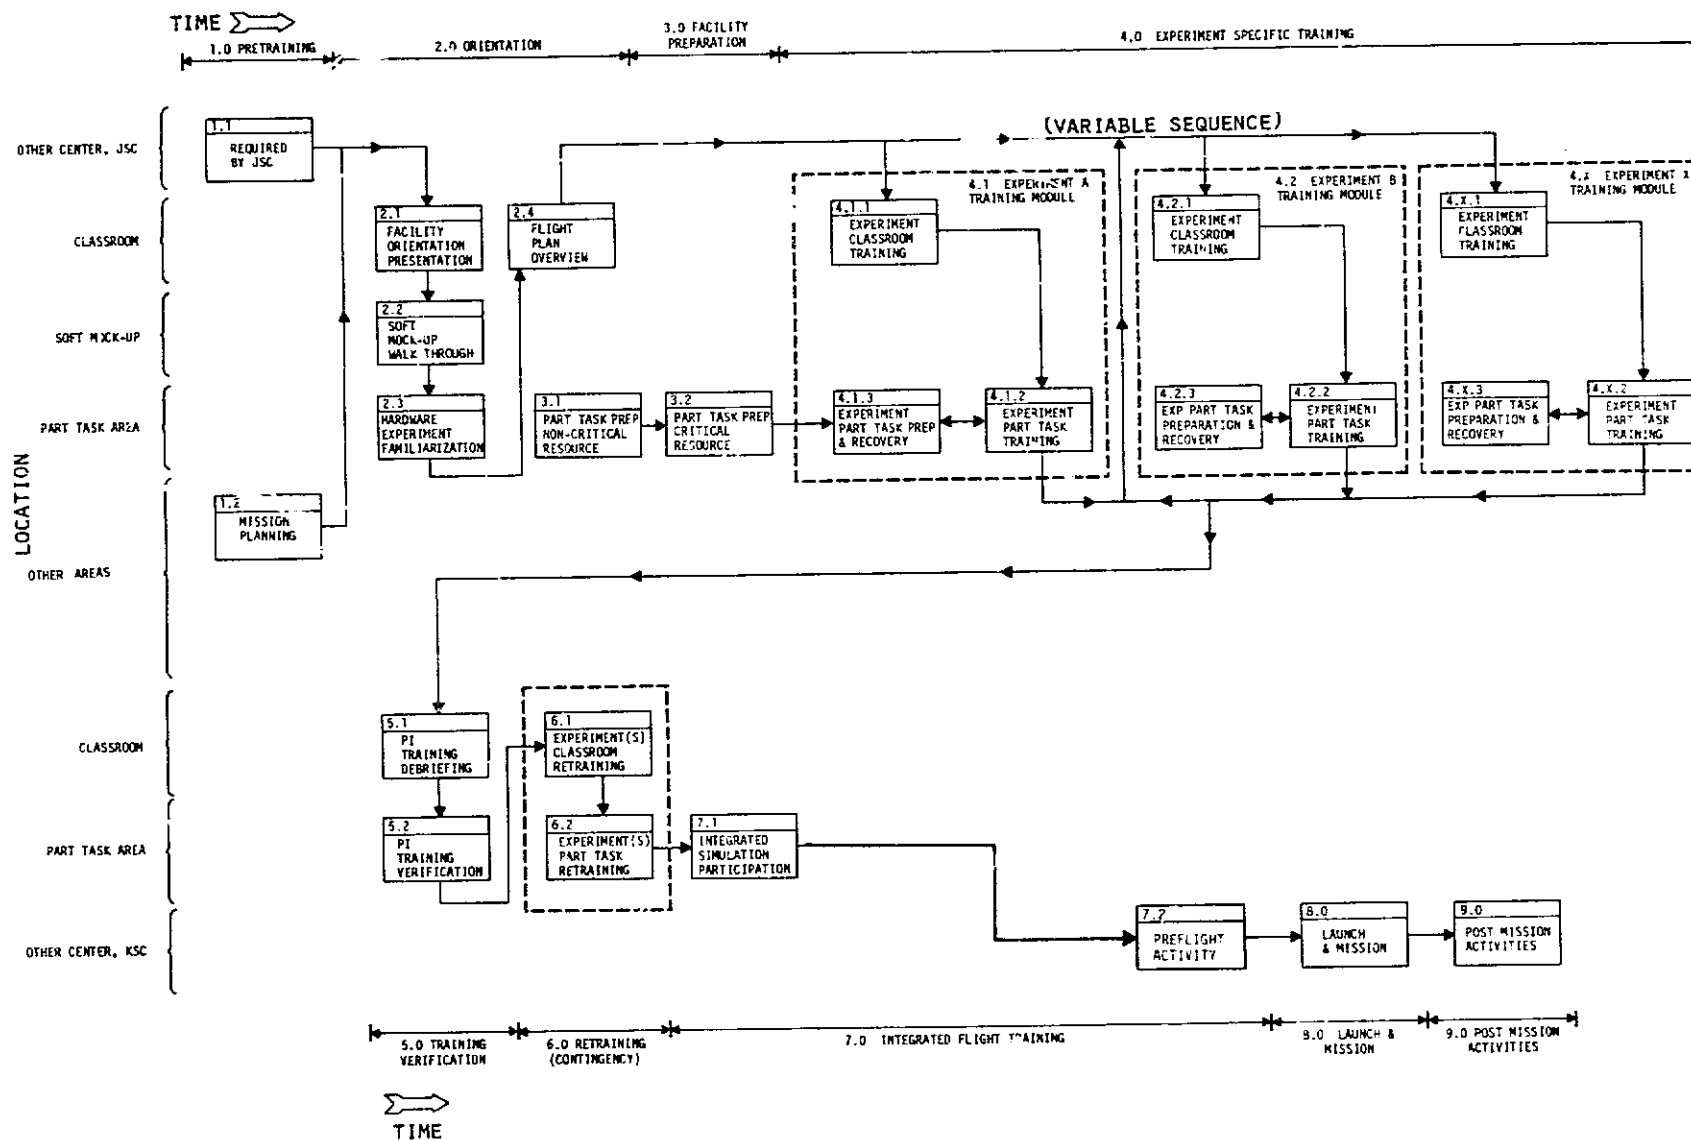 TIME
1.0 PRETRAINING
2.0 ORIENTATION
3.0 FACILITY
PREPARATION
4.0 EXPERIMENT SPECIFIC TRAINING
OTHER CENTER, JSC
1.1
REQUIRED
BY JSC
(VARIABLE SEQUENCE)
4.1 EXPERIMENT A
TRAINING MODULE
4.2 EXPERIMENT B
TRAINING MODULE
4.X EXPERIMENT X
TRAINING MODULE
CLASSROOM
2.1
FACILITY
ORIENTATION
PRESENTATION
2.4
FLIGHT
PLAN
OVERVIEW
4.1.1
EXPERIMENT
CLASSROOM
TRAINING
4.2.1
EXPERIMENT
CLASSROOM
TRAINING
4.X.1
EXPERIMENT
CLASSROOM
TRAINING
SOFT MOCK-UP
2.2
SOFT
MOCK-UP
WALK THROUGH
PART TASK AREA
2.3
HARDWARE
EXPERIMENT
FAMILIARIZATION
3.1
PART TASK PREP
NON-CRITICAL
RESOURCE
3.2
PART TASK PREP
CRITICAL
RESOURCE
4.1.3
EXPERIMENT
PART TASK PREP
& RECOVERY
4.1.2
EXPERIMENT
PART TASK
TRAINING
4.2.3
EXP PART TASK
PREPARATION &
RECOVERY
4.2.2
EXPERIMENT
PART TASK
TRAINING
4.X.3
EXP PART TASK
PREPARATION &
RECOVERY
4.X.2
EXPERIMENT
PART TASK
TRAINING
LOCATION
OTHER AREAS
1.2
MISSION
PLANNING
CLASSROOM
5.1
PI
TRAINING
DEBRIEFING
6.1
EXPERIMENT(S)
CLASSROOM
RETRAINING
PART TASK AREA
5.2
PI
TRAINING
VERIFICATION
6.2
EXPERIMENT(S)
PART TASK
RETRAINING
7.1
INTEGRATED
SIMULATION
PARTICIPATION
OTHER CENTER, KSC
7.2
PREFLIGHT
ACTIVITY
8.0
LAUNCH
& MISSION
9.0
POST MISSION
ACTIVITIES
5.0 TRAINING
VERIFICATION
6.0 RETRAINING
(CONTINGENCY)
7.0 INTEGRATED FLIGHT TRAINING
8.0 LAUNCH &
MISSION
9.0 POST MISSION
ACTIVITIES
TIME